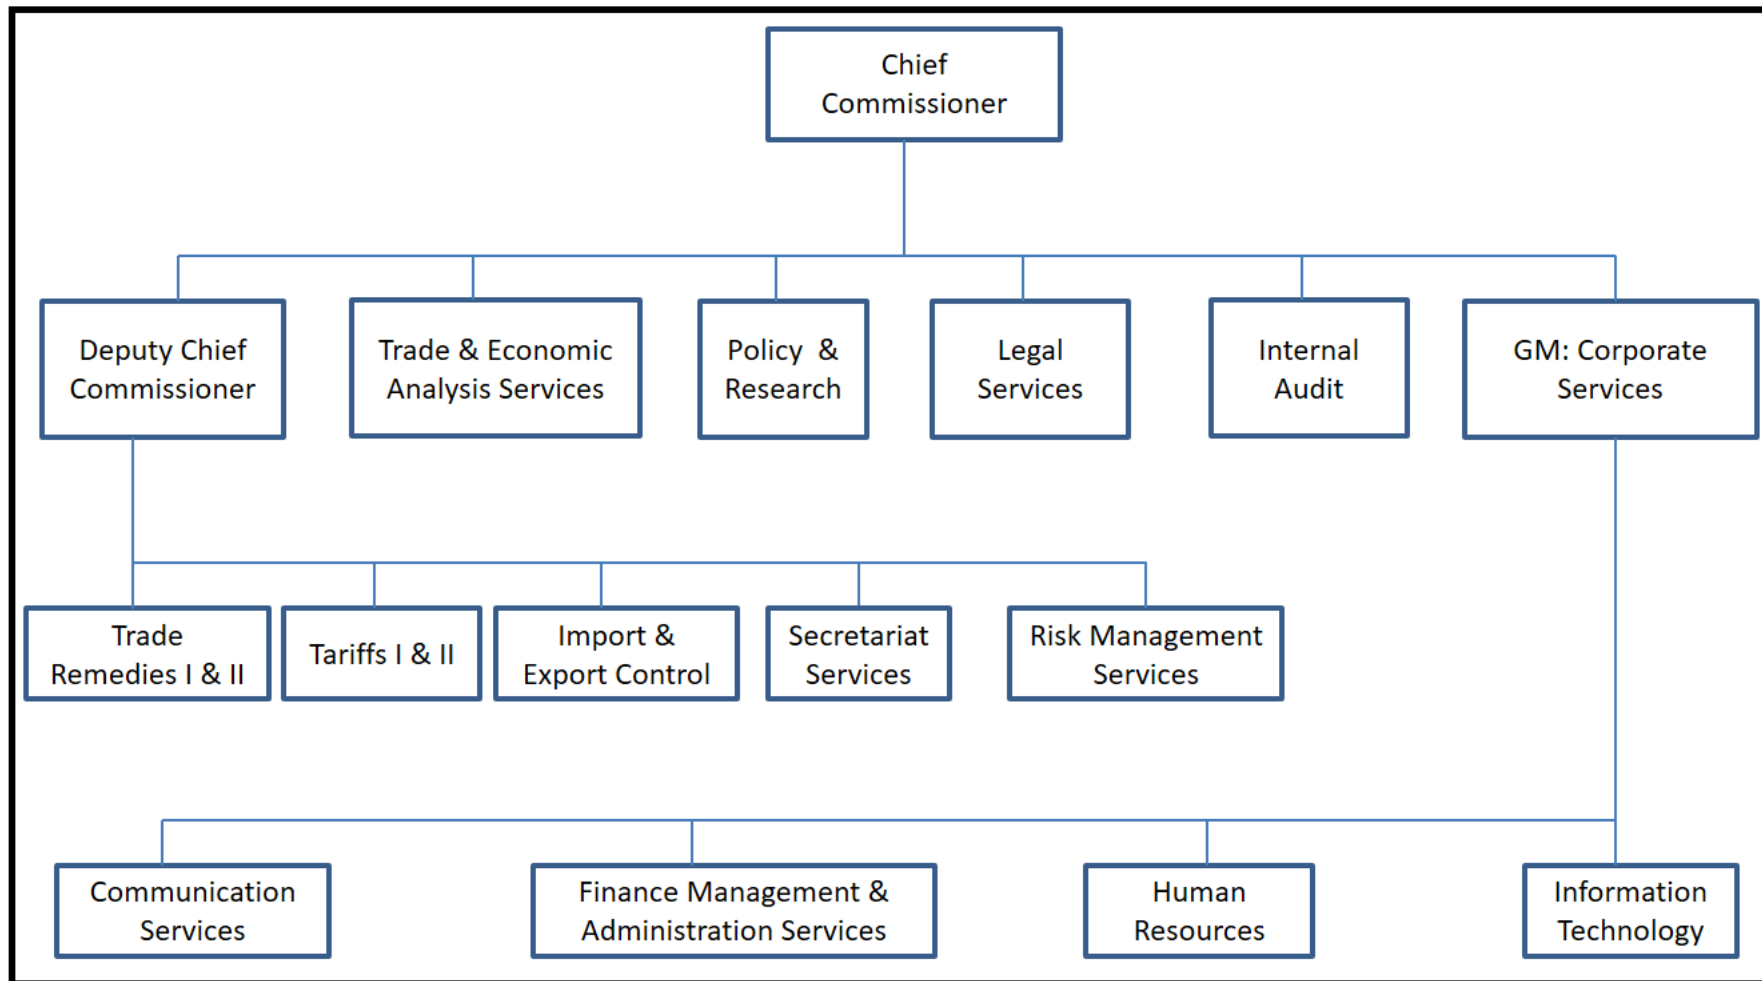 Chief
Commissioner
Deputy Chief
Commissioner
Trade & Economic
Analysis Services
Policy &
Research
Legal
Services
Internal
Audit
GM: Corporate
Services
Trade
Remedies I & II
Tariffs I & II
Import &
Export Control
Secretariat
Services
Risk Management
Services
Communication
Services
Finance Management &
Administration Services
Human
Resources
Information
Technology